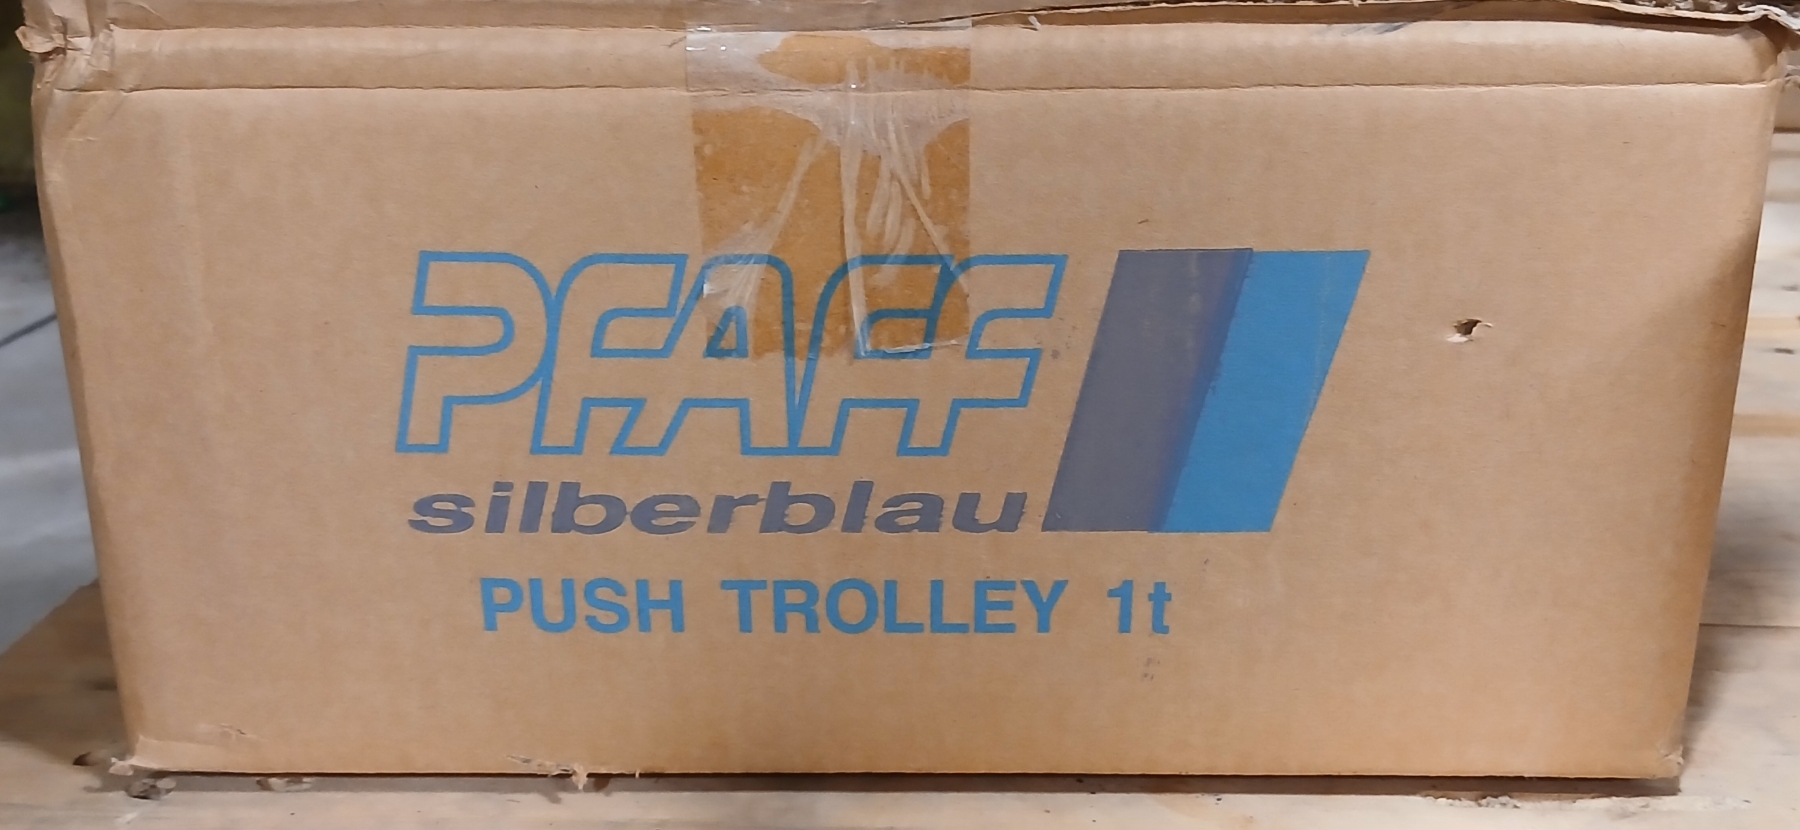 PFAFF
silberblau
PUSH TROLLEY 1t